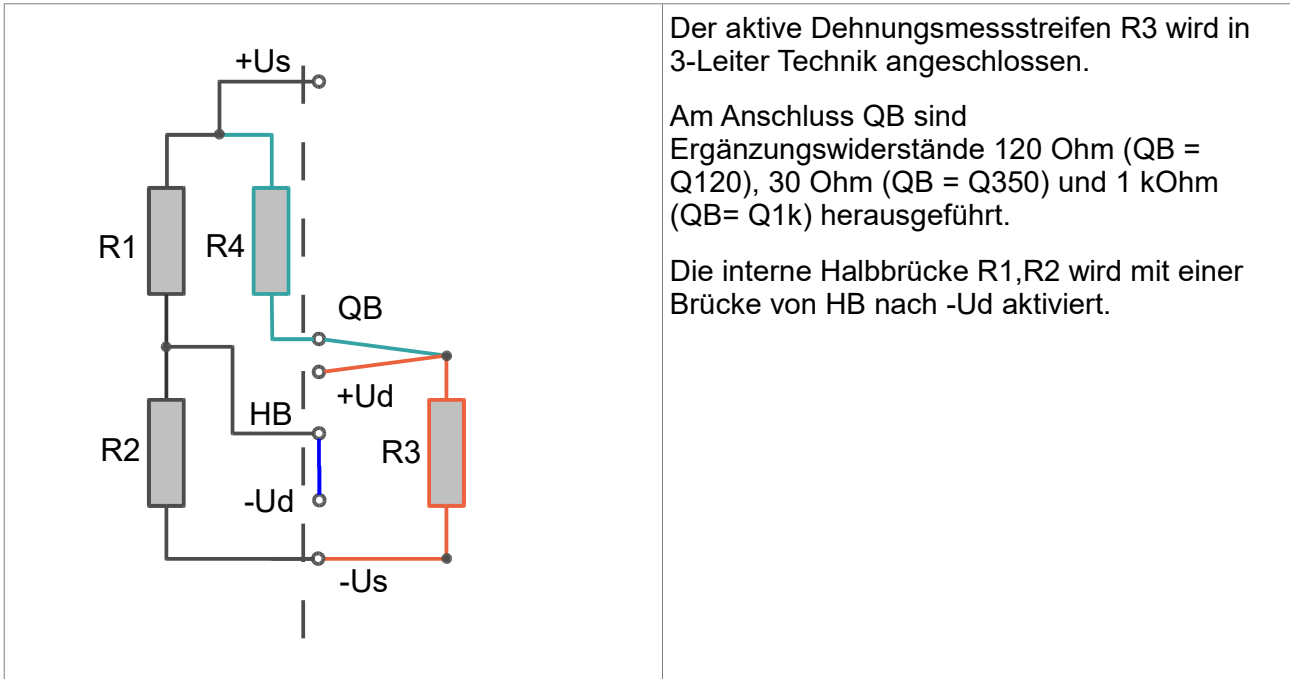 +Us
R1
R4
QB
+Ud
HB
R2
R3
-Ud
-Us
Der aktive Dehnungsmessstreifen R3 wird in
3-Leiter Technik angeschlossen.
Am Anschluss QB sind
Ergänzungswiderstände 120 Ohm (QB =
Q120), 30 Ohm (QB = Q350) und 1 kOhm
(QB= Q1k) herausgeführt.
Die interne Halbbrücke R1,R2 wird mit einer
Brücke von HB nach -Ud aktiviert.